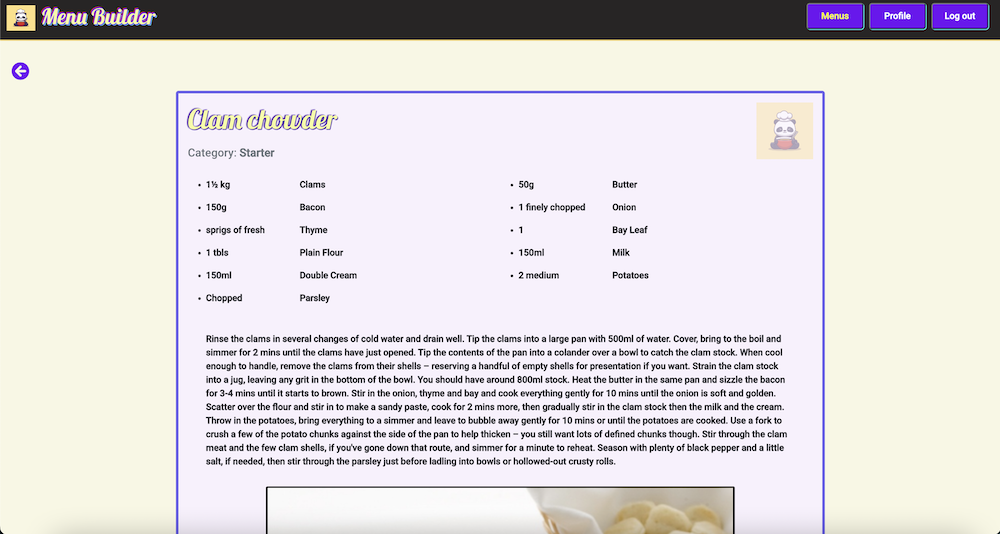 Menu Builder
Menus
Profile
Log out
Clam chowder
Category: Starter
1½ kg Clams
50g Butter
150g Bacon
1 finely chopped Onion
sprigs of fresh Thyme
1 Bay Leaf
1 tbls Plain Flour
150ml Milk
150ml Double Cream
2 medium Potatoes
Chopped Parsley
Rinse the clams in several changes of cold water and drain well. Tip the clams into a large pan with 500ml of water. Cover, bring to the boil and
simmer for 2 mins until the clams have just opened. Tip the contents of the pan into a colander over a bowl to catch the clam stock. When cool
enough to handle, remove the clams from their shells – reserving a handful of empty shells for presentation if you want. Strain the clam stock
into a jug, leaving any grit in the bottom of the bowl. You should have around 800ml stock. Heat the butter in the same pan and sizzle the bacon
for 3-4 mins until it starts to brown. Stir in the onion, thyme and bay and cook everything gently for 10 mins until the onion is soft and golden.
Scatter over the flour and stir in to make a sandy paste, cook for 2 mins more, then gradually stir in the clam stock then the milk and the cream.
Throw in the potatoes, bring everything to a simmer and leave to bubble away gently for 10 mins or until the potatoes are cooked. Use a fork to
crush a few of the potato chunks against the side of the pan to help thicken – you still want lots of defined chunks though. Stir through the clam
meat and the few clam shells, if you've gone down that route, and simmer for a minute to reheat. Season with plenty of black pepper and a little
salt, if needed, then stir through the parsley just before ladling into bowls or hollowed-out crusty rolls.